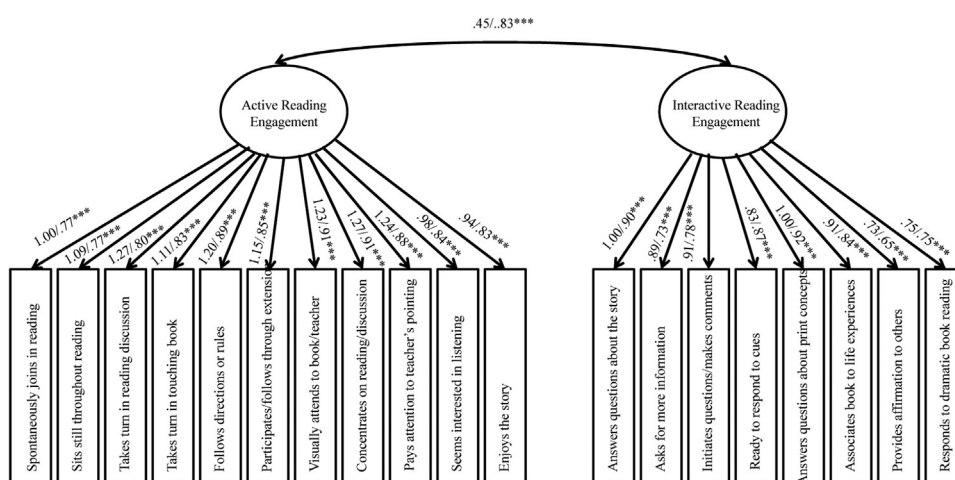 .45/..83***
Active Reading
Engagement
Interactive Reading
Engagement
1.00/.77***
1.09/.77***
1.27/.80***
1.11/.83***
1.20/.89***
1.15/.85***
1.23/.91***
1.27/.91***
1.24/.88***
.98/.84***
.94/.83***
1.00/.90***
.89/.73***
.91/.78***
.83/.87***
1.00/.92***
.91/.84***
.73/.65***
.75/.75***
Spontaneously joins in reading
Sits still throughout reading
Takes turn in reading discussion
Takes turn in touching book
Follows directions or rules
Participates/follows through extension
Visually attends to book/teacher
Concentrates on reading/discussion
Pays attention to teacher's pointing
Seems interested in listening
Enjoys the story
Answers questions about the story
Asks for more information
Initiates questions/makes comments
Ready to respond to cues
Answers questions about print concepts
Associates book to life experiences
Provides affirmation to others
Responds to dramatic book reading